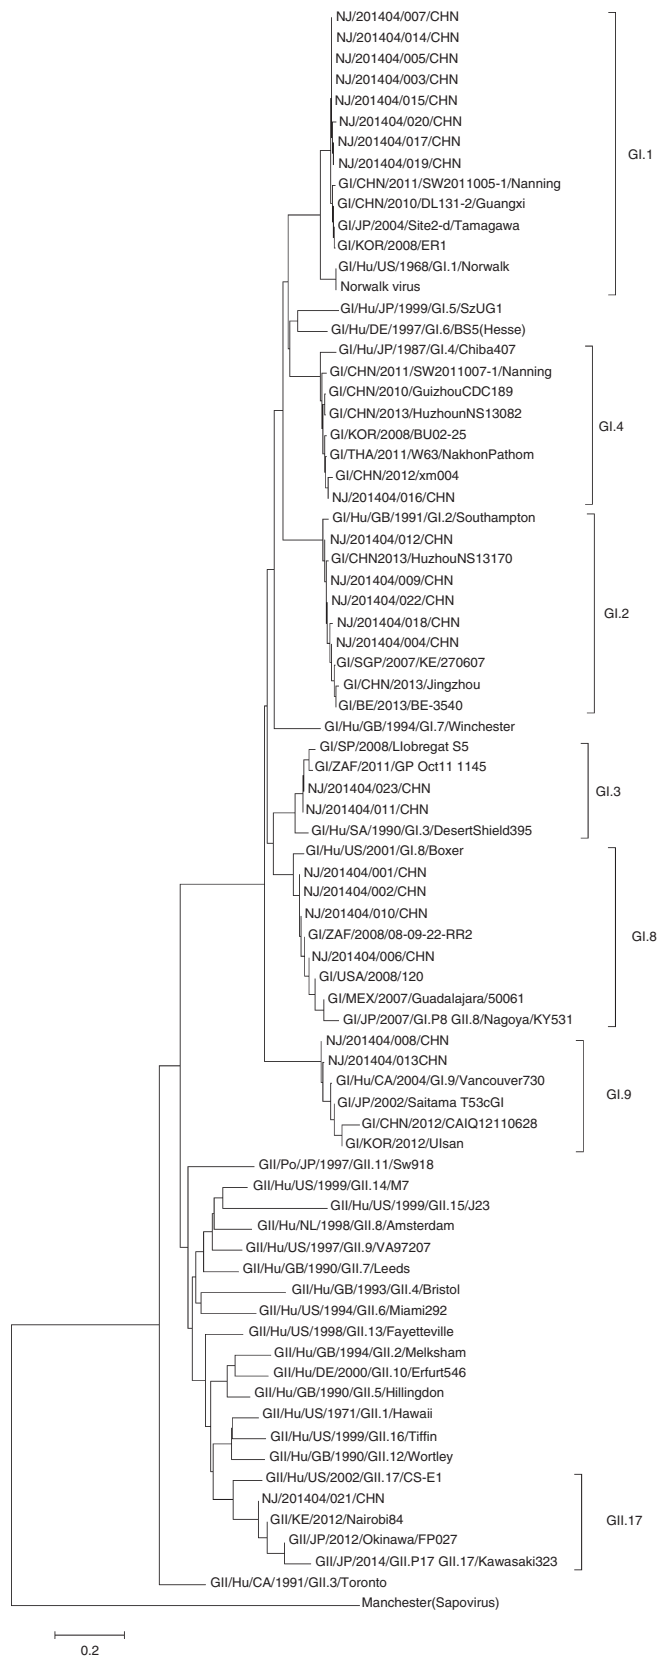 NJ/201404/007/CHN
NJ/201404/014/CHN
NJ/201404/005/CHN
NJ/201404/003/CHN
NJ/201404/015/CHN
NJ/201404/020/CHN
NJ/201404/017/CHN
NJ/201404/019/CHN
GI/CHN/2011/SW2011005-1/Nanning
GI/CHN/2010/DL131-2/Guangxi
GI/JP/2004/Site2-d/Tamagawa
GI/KOR/2008/ER1
GI/Hu/US/1968/GI.1/Norwalk
Norwalk virus
GI.1
GI/Hu/JP/1999/GI.5/SzUG1
GI/Hu/DE/1997/GI.6/BS5(Hesse)
GI/Hu/JP/1987/GI.4/Chiba407
GI/CHN/2011/SW2011007-1/Nanning
GI/CHN/2010/GuizhouCDC189
GI/CHN/2013/HuzhounNS13082
GI/KOR/2008/BU02-25
GI/THA/2011/W63/NakhonPathom
GI/CHN/2012/xm004
NJ/201404/016/CHN
GI.4
GI/Hu/GB/1991/GI.2/Southampton
NJ/201404/012/CHN
GI/CHN2013/HuzhouNS13170
NJ/201404/009/CHN
NJ/201404/022/CHN
NJ/201404/018/CHN
NJ/201404/004/CHN
GI/SGP/2007/KE/270607
GI/CHN/2013/Jingzhou
GI/BE/2013/BE-3540
GI.2
GI/Hu/GB/1994/GI.7/Winchester
GI/SP/2008/Llobregat S5
GI/ZAF/2011/GP Oct11 1145
NJ/201404/023/CHN
NJ/201404/011/CHN
GI/Hu/SA/1990/GI.3/DesertShield395
GI.3
GI/Hu/US/2001/GI.8/Boxer
NJ/201404/001/CHN
NJ/201404/002/CHN
NJ/201404/010/CHN
GI/ZAF/2008/08-09-22-RR2
NJ/201404/006/CHN
GI/USA/2008/120
GI/MEX/2007/Guadalajara/50061
GI/JP/2007/GI.P8 GII.8/Nagoya/KY531
GI.8
NJ/201404/008/CHN
NJ/201404/013CHN
GI/Hu/CA/2004/GI.9/Vancouver730
GI/JP/2002/Saitama T53cGI
GI/CHN/2012/CAIQ12110628
GI/KOR/2012/Ulsan
GI.9
GII/Po/JP/1997/GII.11/Sw918
GII/Hu/US/1999/GII.14/M7
GII/Hu/US/1999/GII.15/J23
GII/Hu/NL/1998/GII.8/Amsterdam
GII/Hu/US/1997/GII.9/VA97207
GII/Hu/GB/1990/GII.7/Leeds
GII/Hu/GB/1993/GII.4/Bristol
GII/Hu/US/1994/GII.6/Miami292
GII/Hu/US/1998/GII.13/Fayetteville
GII/Hu/GB/1994/GII.2/Melksham
GII/Hu/DE/2000/GII.10/Erfurt546
GII/Hu/GB/1990/GII.5/Hillingdon
GII/Hu/US/1971/GII.1/Hawaii
GII/Hu/US/1999/GII.16/Tiffin
GII/Hu/GB/1990/GII.12/Wortley
GII/Hu/US/2002/GII.17/CS-E1
NJ/201404/021/CHN
GII/KE/2012/Nairobi84
GII/JP/2012/Okinawa/FP027
GII/JP/2014/GII.P17 GII.17/Kawasaki323
GII.17
GII/Hu/CA/1991/GII.3/Toronto
Manchester(Sapovirus)
0.2